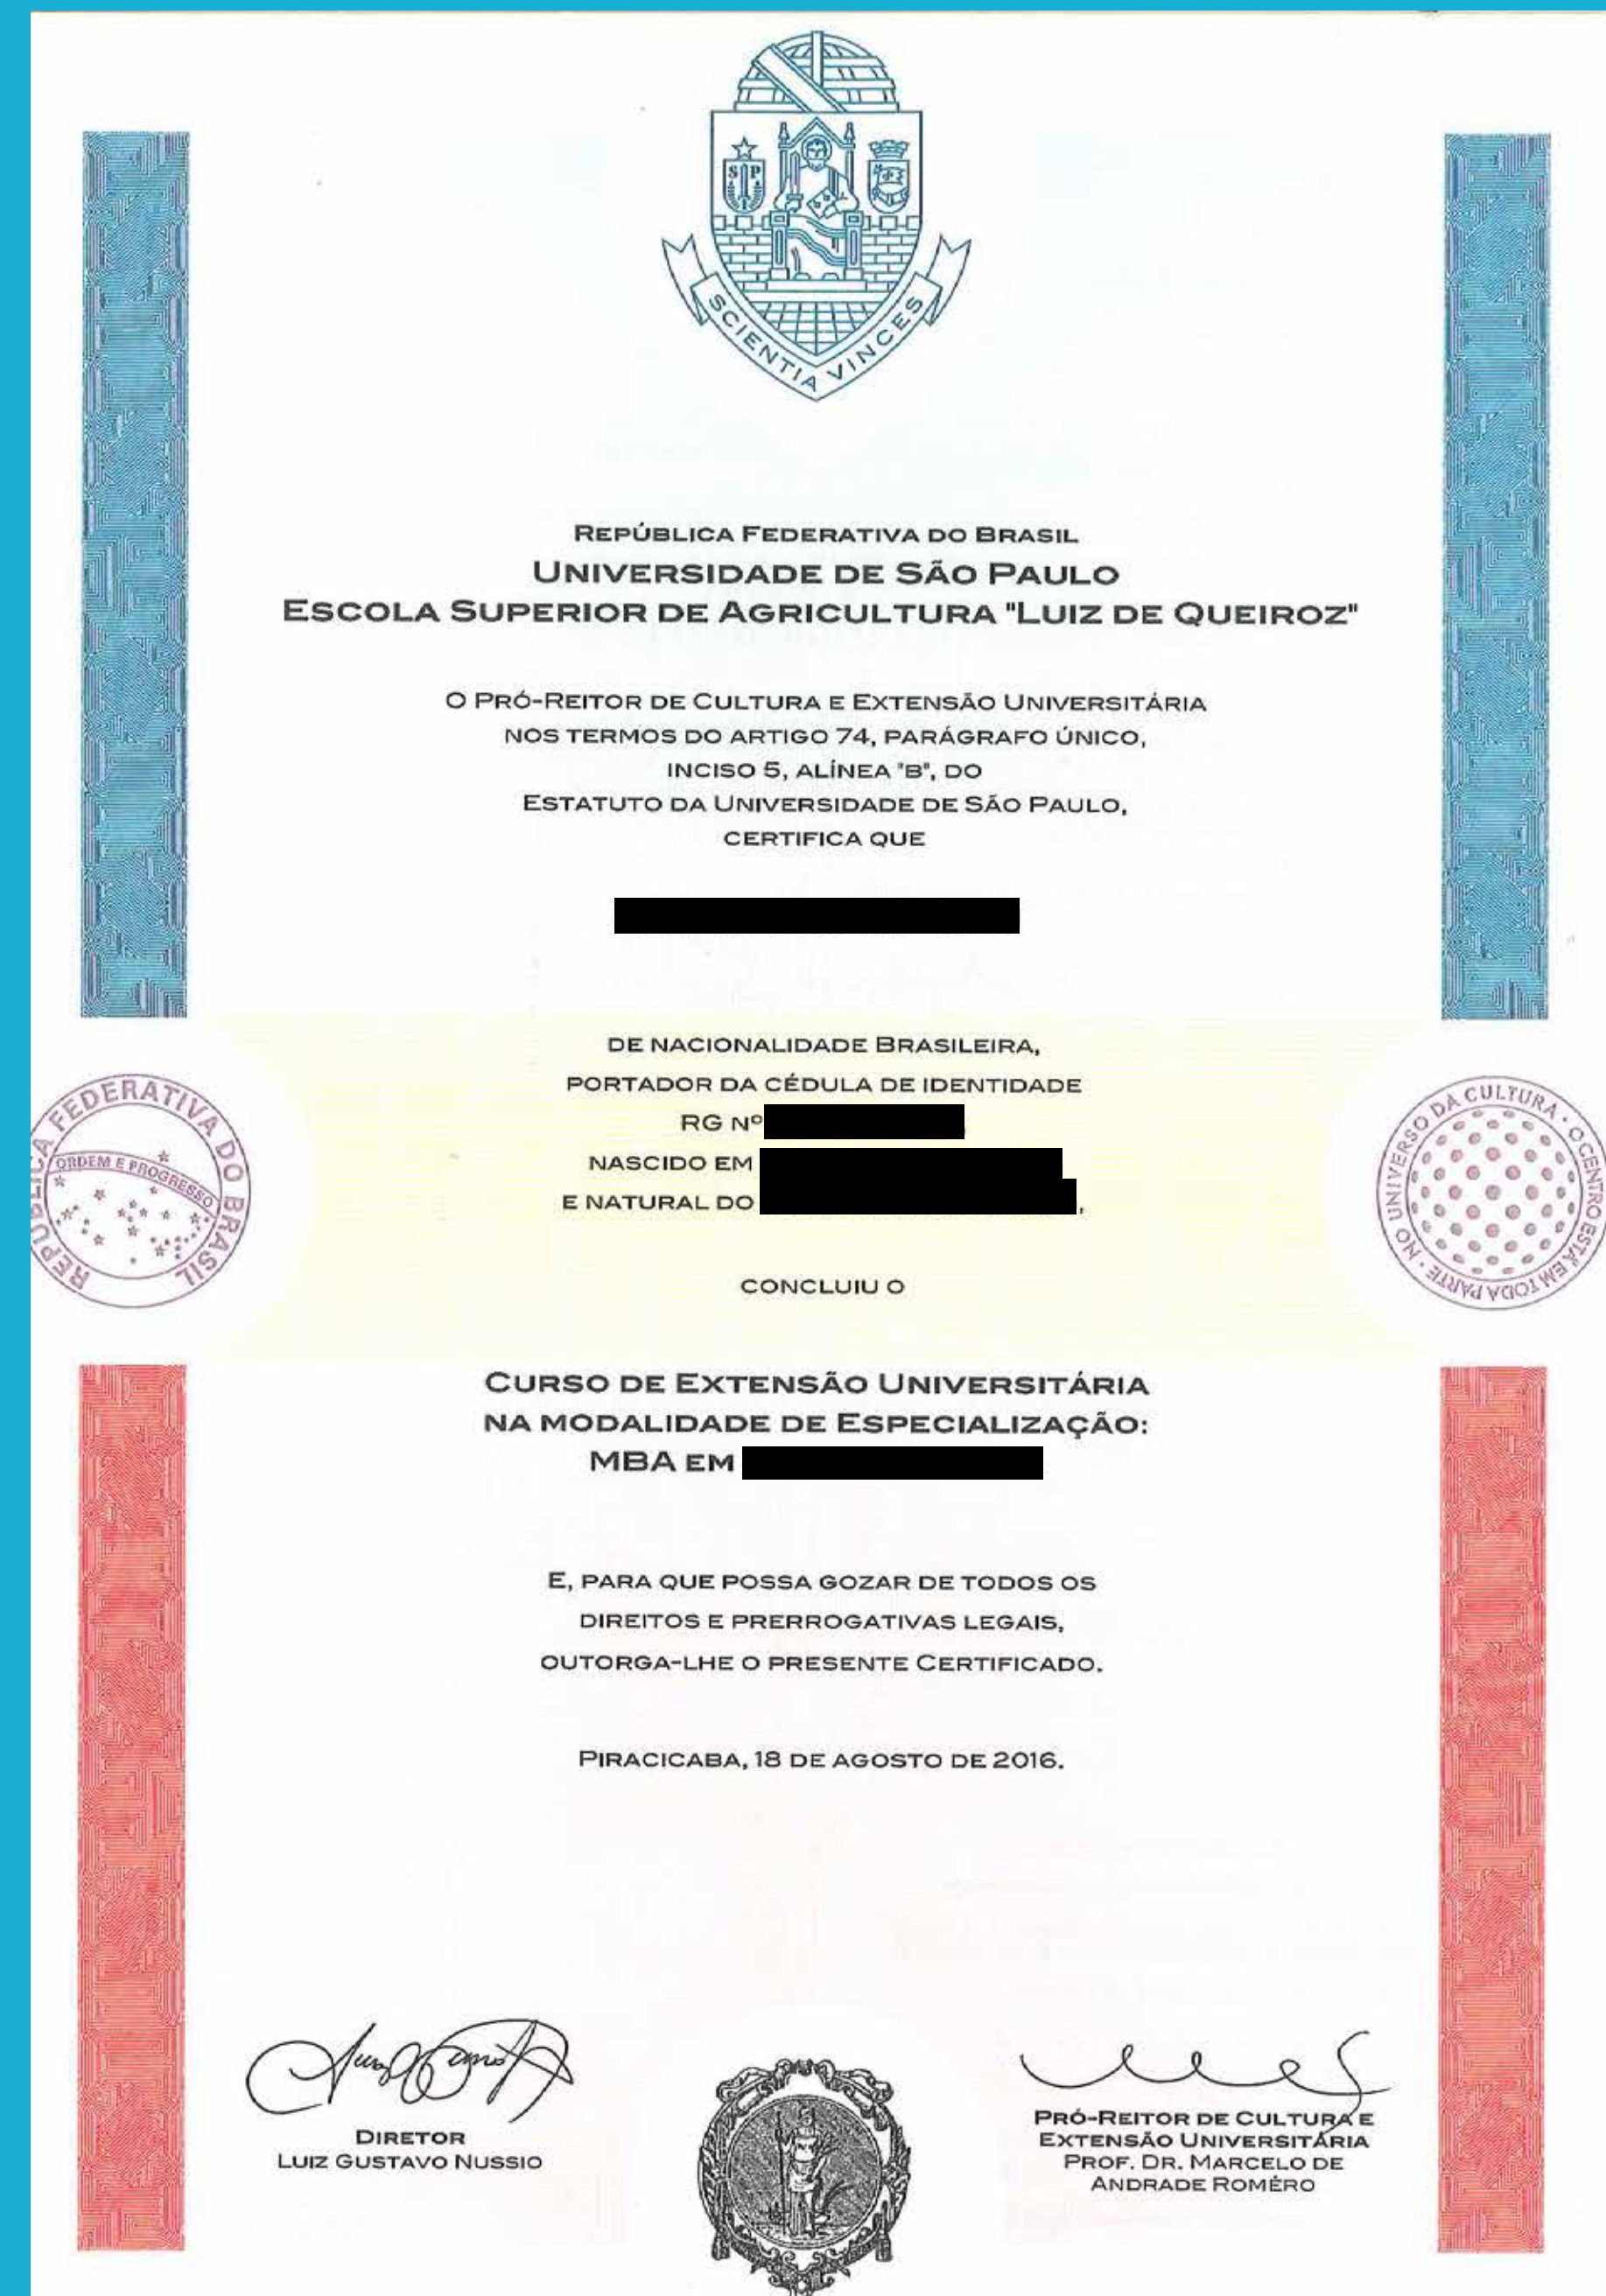 S P
SCIENTIA VINCES
REPÚBLICA FEDERATIVA DO BRASIL
UNIVERSIDADE DE SÃO PAULO
ESCOLA SUPERIOR DE AGRICULTURA "LUIZ DE QUEIROZ"
O PRÓ-REITOR DE CULTURA E EXTENSÃO UNIVERSITÁRIA
NOS TERMOS DO ARTIGO 74, PARÁGRAFO ÚNICO,
INCISO 5, ALÍNEA "B", DO
ESTATUTO DA UNIVERSIDADE DE SÃO PAULO,
CERTIFICA QUE
DE NACIONALIDADE BRASILEIRA,
PORTADOR DA CÉDULA DE IDENTIDADE
RG Nº
NASCIDO EM
E NATURAL DO ,
CONCLUIU O
REPÚBLICA FEDERATIVA DO BRASIL
ORDEM E PROGRESSO
NO UNIVERSO DA CULTURA · O CENTRO ESTÁ EM TODA PARTE ·
CURSO DE EXTENSÃO UNIVERSITÁRIA
NA MODALIDADE DE ESPECIALIZAÇÃO:
MBA EM
E, PARA QUE POSSA GOZAR DE TODOS OS
DIREITOS E PRERROGATIVAS LEGAIS,
OUTORGA-LHE O PRESENTE CERTIFICADO.
PIRACICABA, 18 DE AGOSTO DE 2016.
DIRETOR
LUIZ GUSTAVO NUSSIO
PRÓ-REITOR DE CULTURA E
EXTENSÃO UNIVERSITÁRIA
PROF. DR. MARCELO DE
ANDRADE ROMÉRO